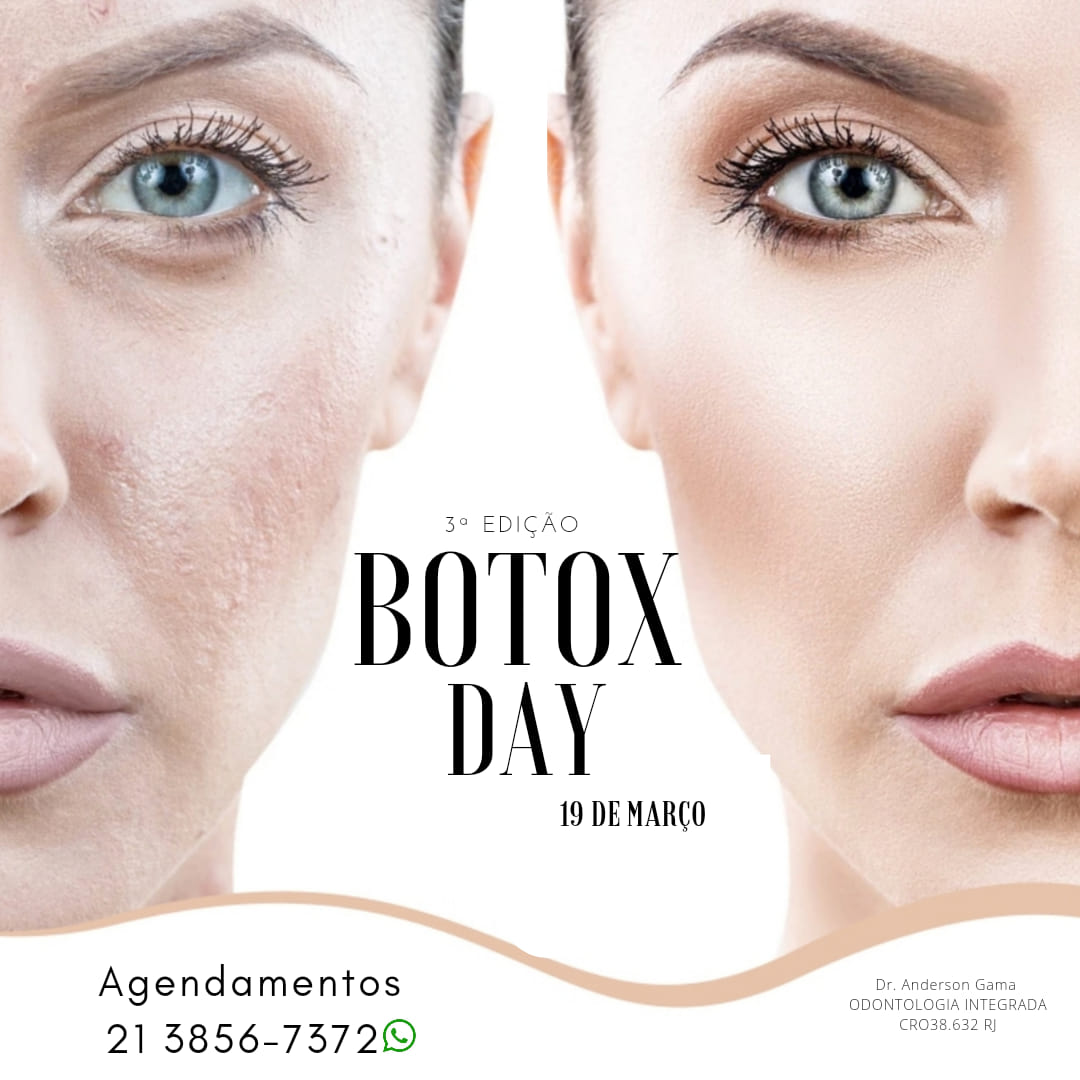 3ª EDIÇÃO
BOTOX
DAY
19 DE MARÇO
Agendamentos
21 3856-7372
Dr. Anderson Gama
ODONTOLOGIA INTEGRADA
CRO38.632 RJ